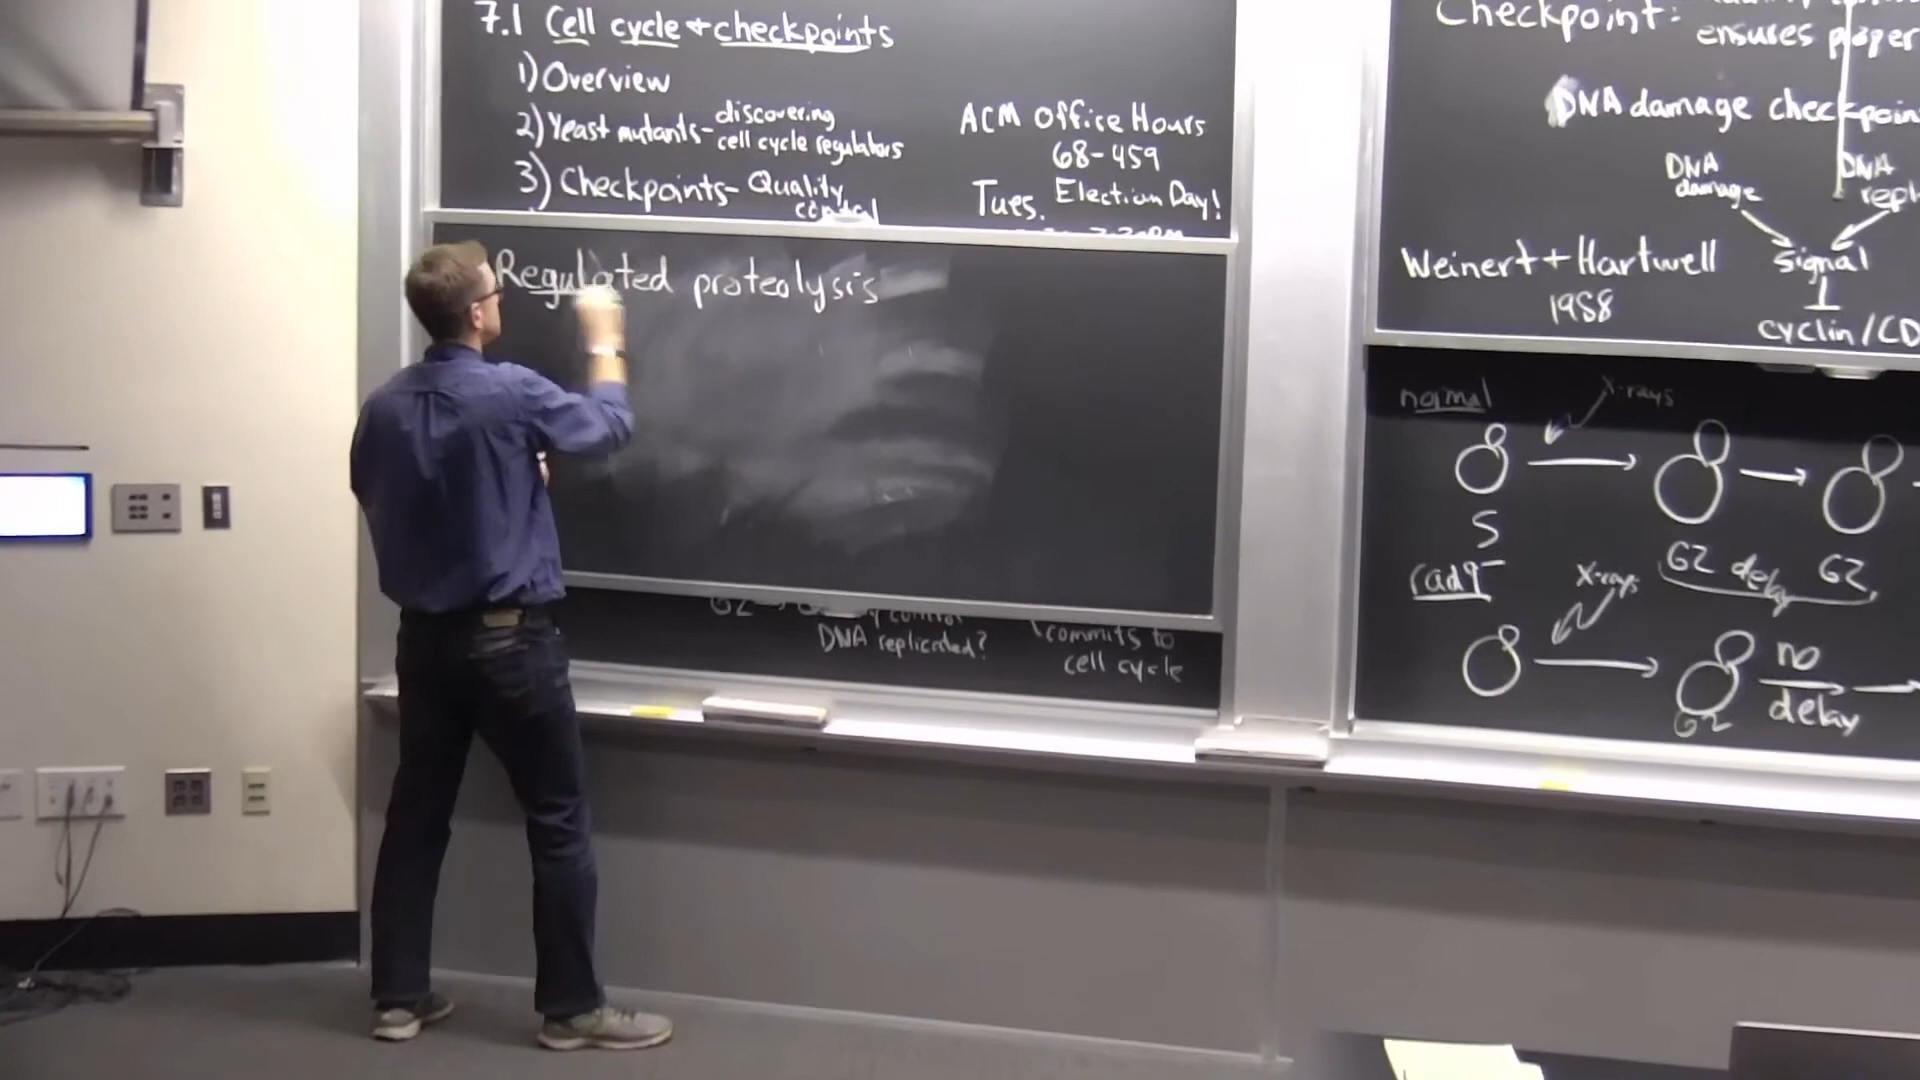 7.1 Cell cycle + checkpoints
1) Overview
2) Yeast mutants- discovering
cell cycle regulators
3) Checkpoints- Quality
control
ACM Office Hours
68-459
Tues. Election Day!
Regulated proteolysis
G2
DNA replicated?
commits to
cell cycle
Checkpoint:
ensures proper
DNA damage checkpoin
DNA
damage
DNA
repl
Weinert + Hartwell
1988
signal
cyclin/CD
normal
X-rays
S
G2 delay G2
rad9-
X-rays
no
delay
G2